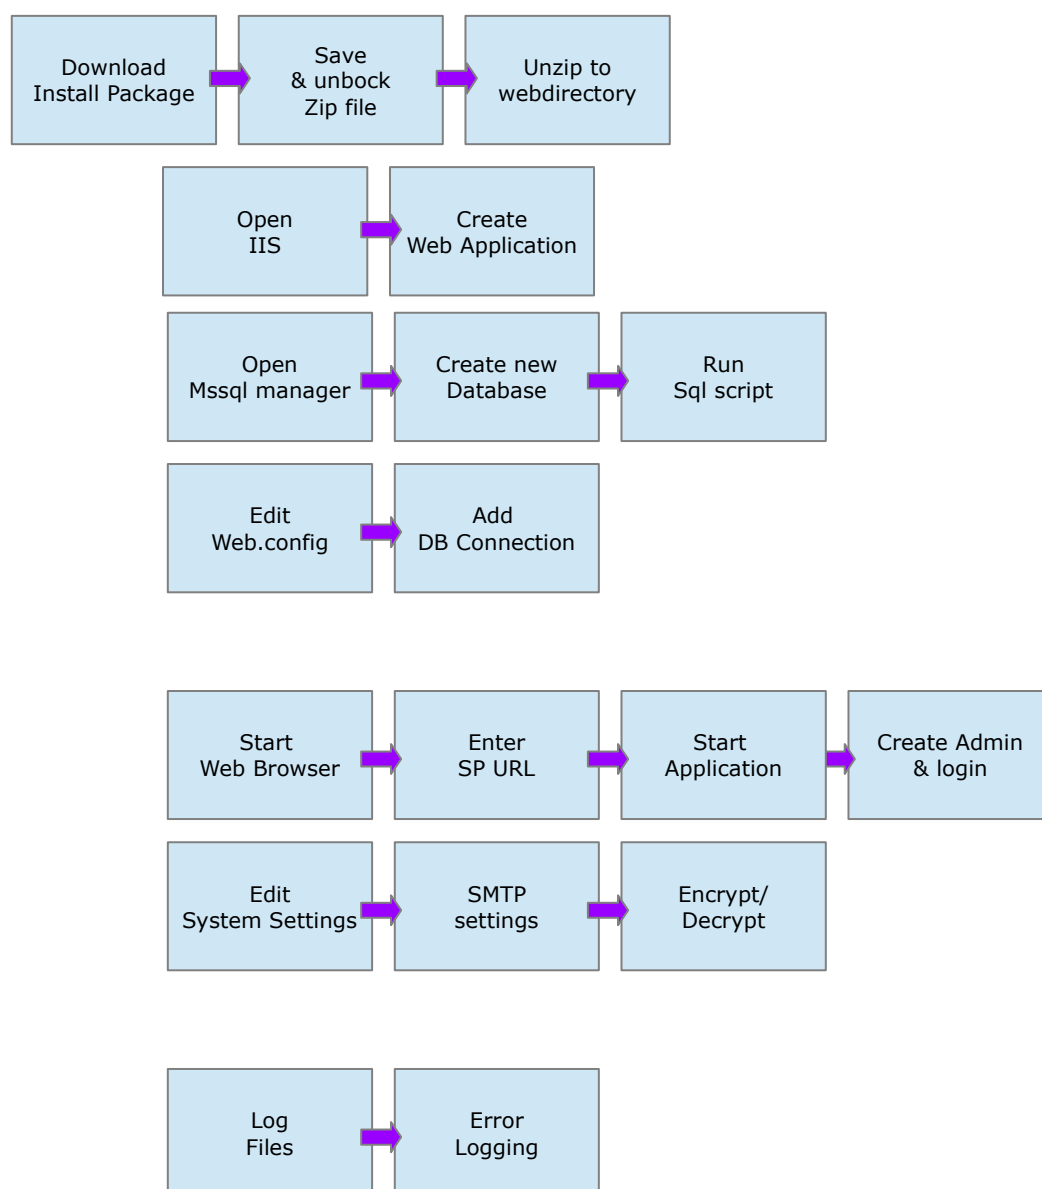 Download
Install Package
Save
& unbock
Zip file
Unzip to
webdirectory
Open
IIS
Create
Web Application
Open
Mssql manager
Create new
Database
Run
Sql script
Edit
Web.config
Add
DB Connection
Start
Web Browser
Enter
SP URL
Start
Application
Create Admin
& login
Edit
System Settings
SMTP
settings
Encrypt/
Decrypt
Log
Files
Error
Logging